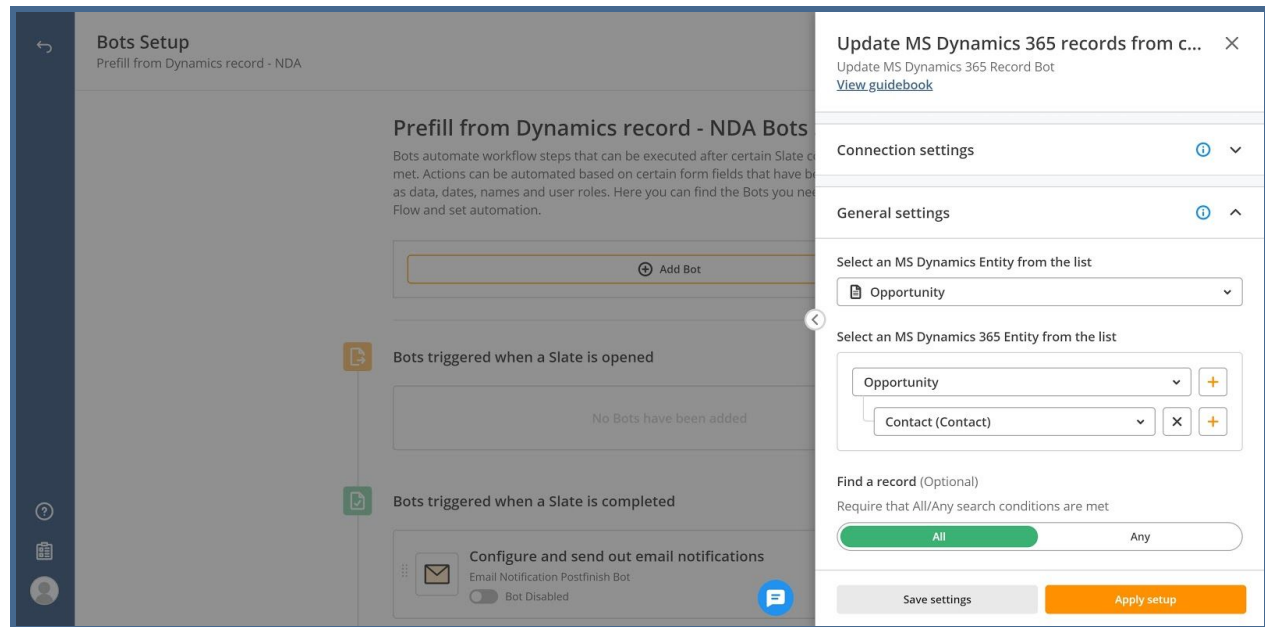 Bots Setup
Prefill from Dynamics record - NDA
Prefill from Dynamics record - NDA Bots
Bots automate workflow steps that can be executed after certain Slate c
met. Actions can be automated based on certain form fields that have be
as data, dates, names and user roles. Here you can find the Bots you nee
Flow and set automation.
Add Bot
Bots triggered when a Slate is opened
No Bots have been added
Bots triggered when a Slate is completed
Configure and send out email notifications
Email Notification Postfinish Bot
Bot Disabled
Update MS Dynamics 365 records from c...
Update MS Dynamics 365 Record Bot
View guidebook
Connection settings
General settings
Select an MS Dynamics Entity from the list
Opportunity
Select an MS Dynamics 365 Entity from the list
Opportunity
Contact (Contact)
Find a record (Optional)
Require that All/Any search conditions are met
All Any
Save settings Apply setup